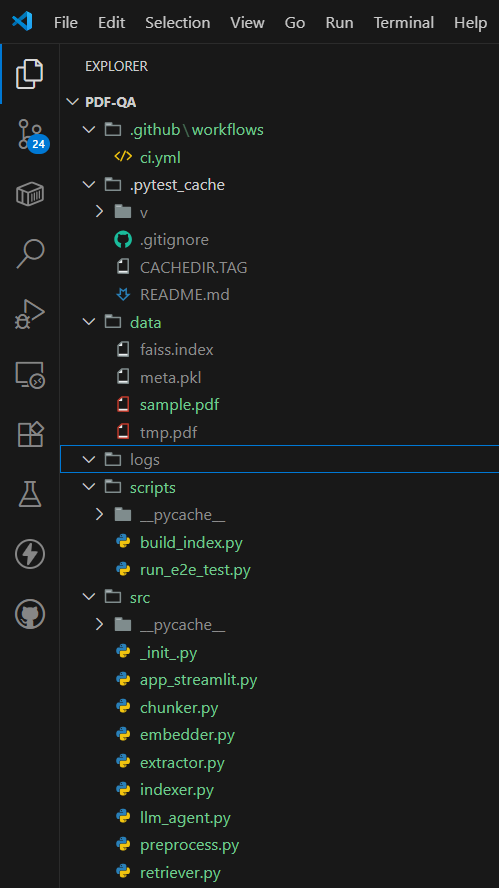 File Edit Selection View Go Run Terminal Help
EXPLORER
PDF-QA
.github\workflows
ci.yml
.pytest_cache
v
.gitignore
CACHEDIR.TAG
README.md
data
faiss.index
meta.pkl
sample.pdf
tmp.pdf
logs
scripts
__pycache__
build_index.py
run_e2e_test.py
src
__pycache__
_init_.py
app_streamlit.py
chunker.py
embedder.py
extractor.py
indexer.py
llm_agent.py
preprocess.py
retriever.py
24